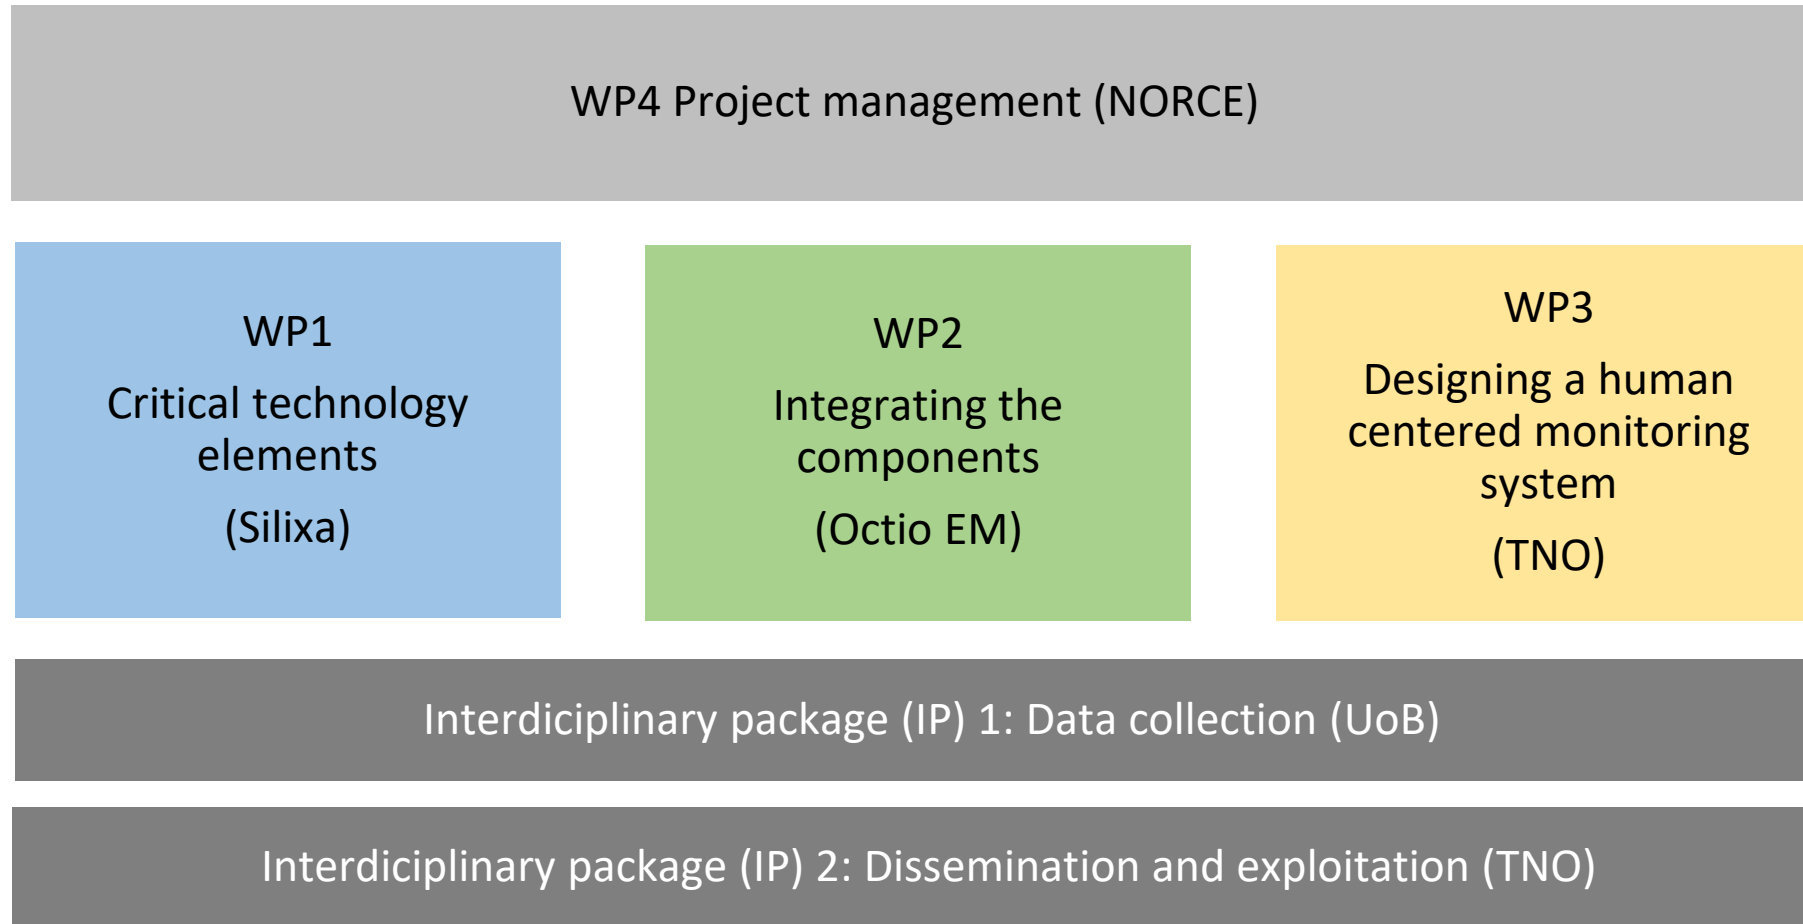 WP4 Project management (NORCE)
WP1
Critical technology
elements
(Silixa)
WP2
Integrating the
components
(Octio EM)
WP3
Designing a human
centered monitoring
system
(TNO)
Interdiciplinary package (IP) 1: Data collection (UoB)
Interdiciplinary package (IP) 2: Dissemination and exploitation (TNO)